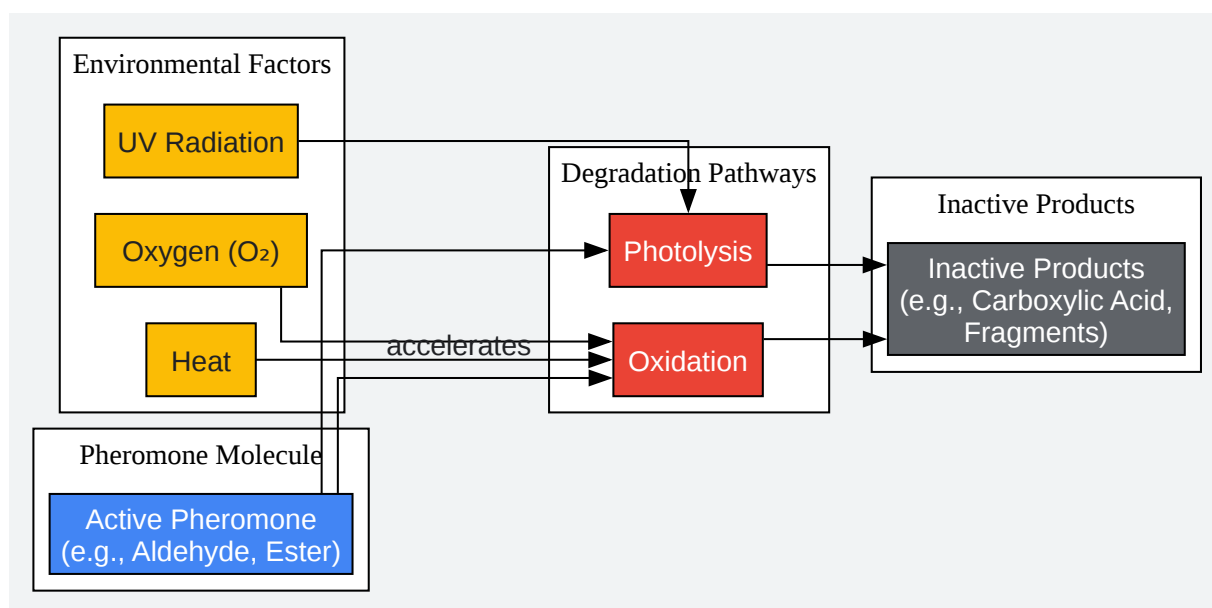 Environmental Factors
UV Radiation
Oxygen (O₂)
Heat
accelerates
Pheromone Molecule
Active Pheromone
(e.g., Aldehyde, Ester)
Degradation Pathways
Photolysis
Oxidation
Inactive Products
Inactive Products
(e.g., Carboxylic Acid,
Fragments)